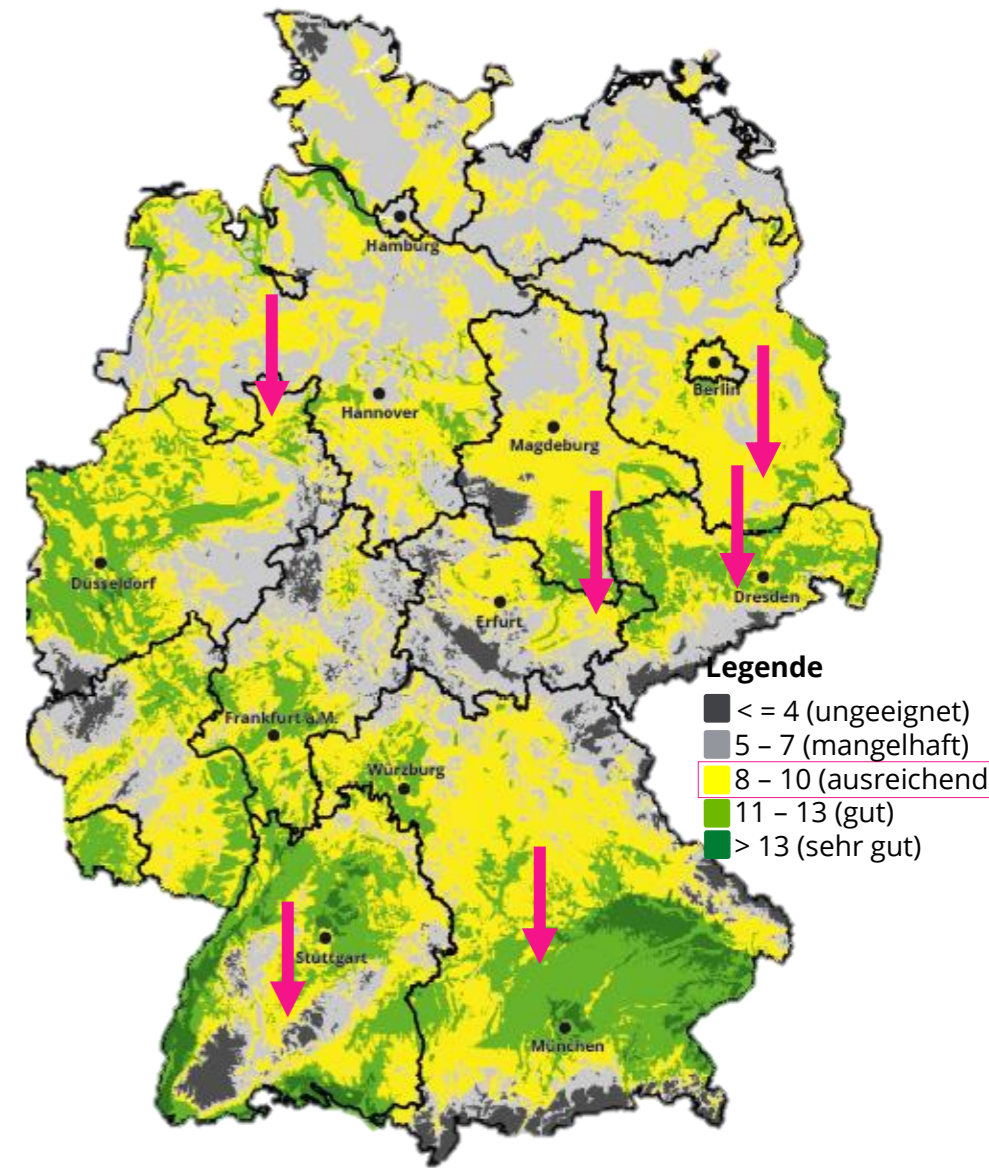 Hamburg
Berlin
Hannover
Magdeburg
Düsseldorf
Dresden
Erfurt
Legende
< = 4 (ungeeignet)
5 – 7 (mangelhaft)
8 – 10 (ausreichend
11 – 13 (gut)
> 13 (sehr gut)
Frankfurt a.M.
Würzburg
Stuttgart
München